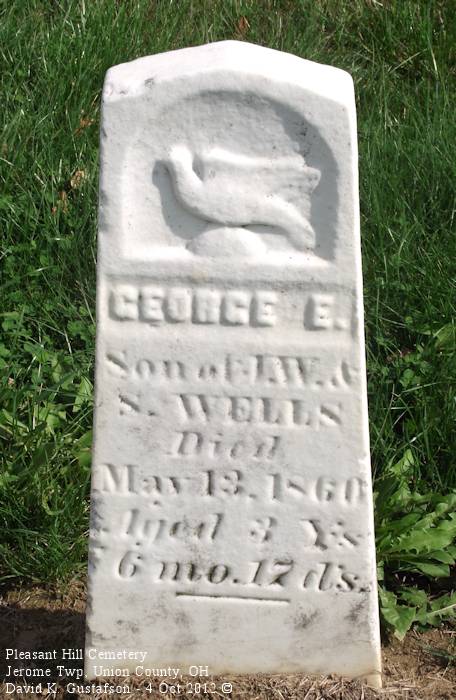 GEORGE E.
Son of J.W. &
S. WELLS
Died
May 13, 1860
Aged 3 Ys
6 mo. 17 d's.
Pleasant Hill Cemetery
Jerome Twp, Union County, OH
David K. Gustafson - 4 Oct 2012 ©